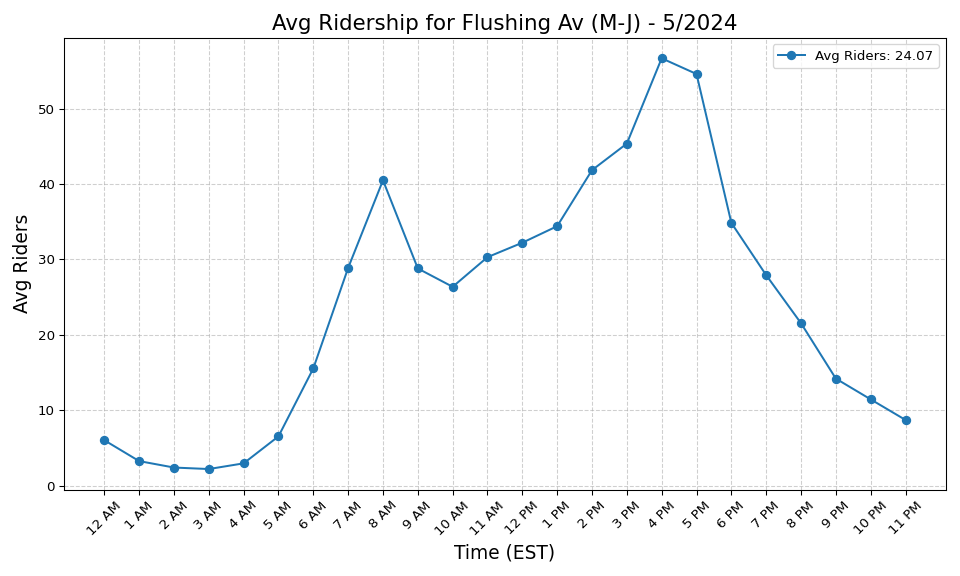 Avg Ridership for Flushing Av (M-J) - 5/2024
Avg Riders: 24.07
Avg Riders
50
40
30
20
10
0
12 AM 1 AM 2 AM 3 AM 4 AM 5 AM 6 AM 7 AM 8 AM 9 AM 10 AM 11 AM 12 PM 1 PM 2 PM 3 PM 4 PM 5 PM 6 PM 7 PM 8 PM 9 PM 10 PM 11 PM
Time (EST)